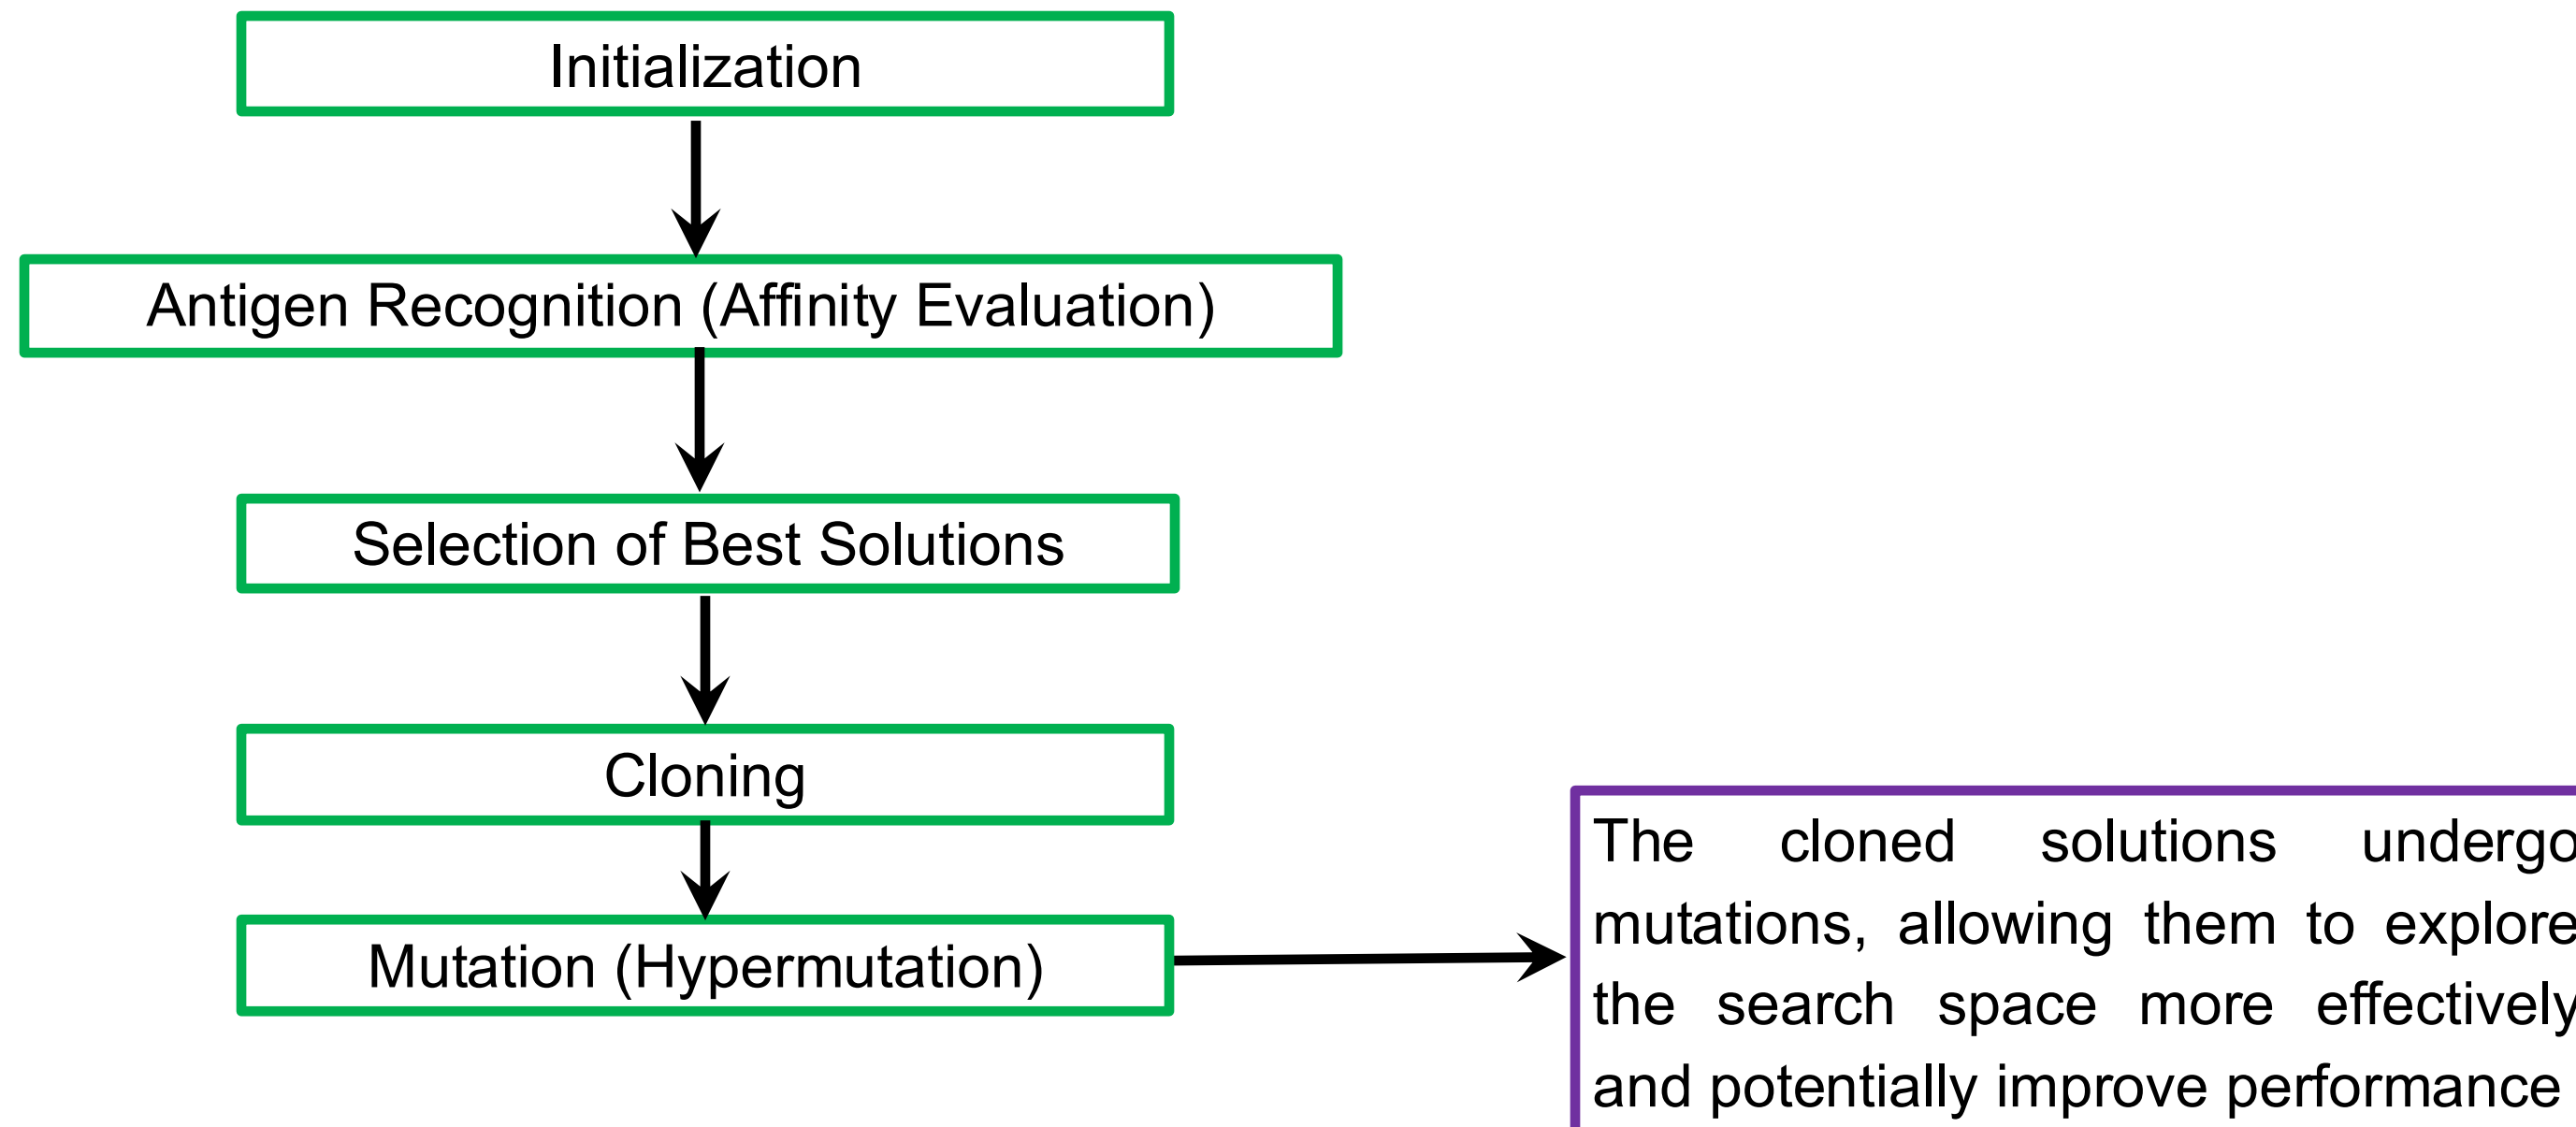 Initialization
Antigen Recognition (Affinity Evaluation)
Selection of Best Solutions
Cloning
Mutation (Hypermutation)
The cloned solutions undergo
mutations, allowing them to explore
the search space more effectively
and potentially improve performance